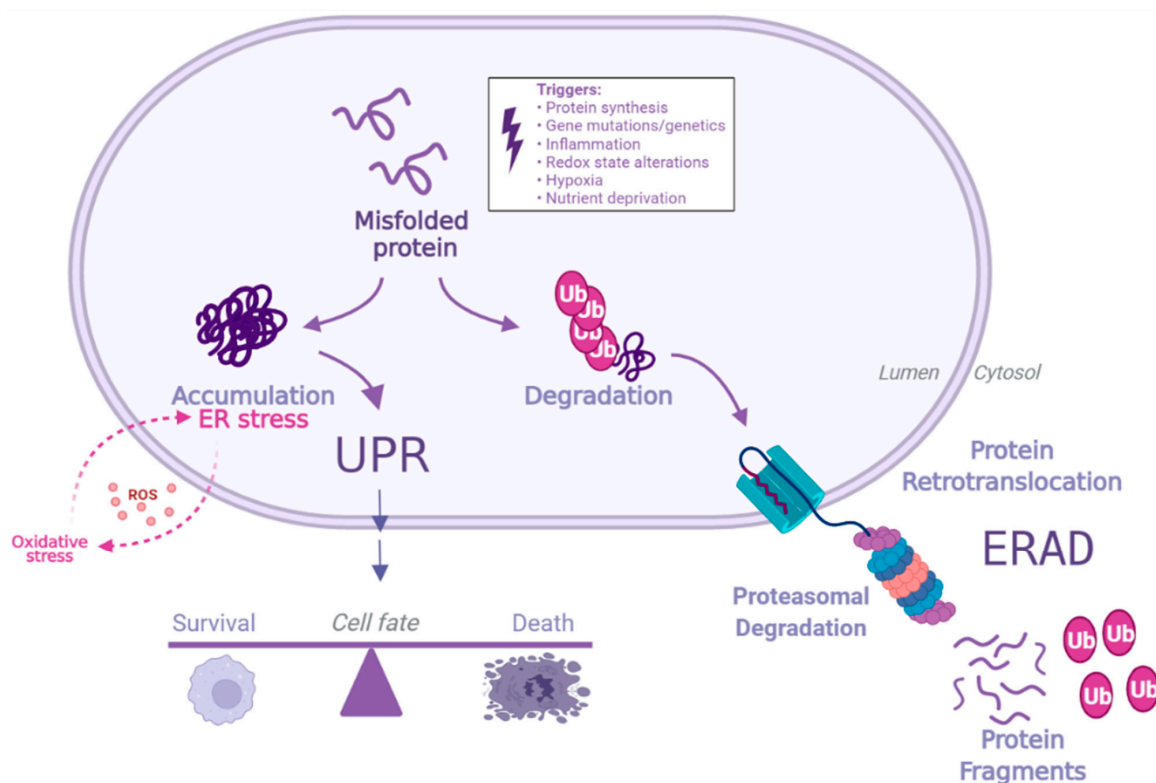 Triggers:
• Protein synthesis
• Gene mutations/genetics
• Inflammation
• Redox state alterations
• Hypoxia
• Nutrient deprivation
Misfolded
protein
Ub
Ub
Ub
Ub
Accumulation
ER stress
Degradation
Lumen
Cytosol
UPR
ROS
Oxidative
stress
Protein
Retrotranslocation
ERAD
Proteasomal
Degradation
Survival
Cell fate
Death
Ub
Ub
Ub
Ub
Protein
Fragments